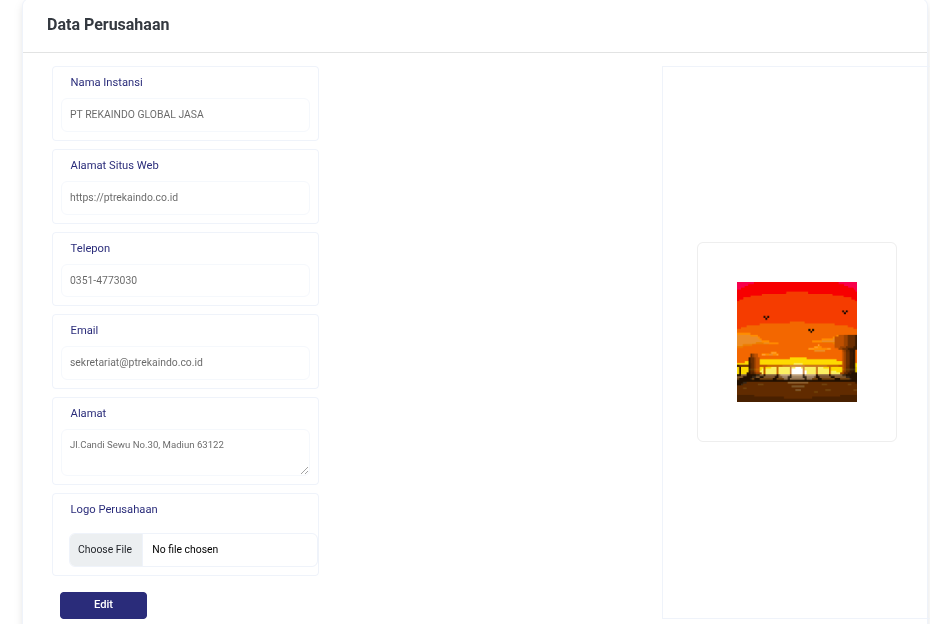 Data Perusahaan
Nama Instansi
PT REKAINDO GLOBAL JASA
Alamat Situs Web
https://ptrekaindo.co.id
Telepon
0351-4773030
Email
sekretariat@ptrekaindo.co.id
Alamat
Jl.Candi Sewu No.30, Madiun 63122
Logo Perusahaan
Choose File No file chosen
Edit